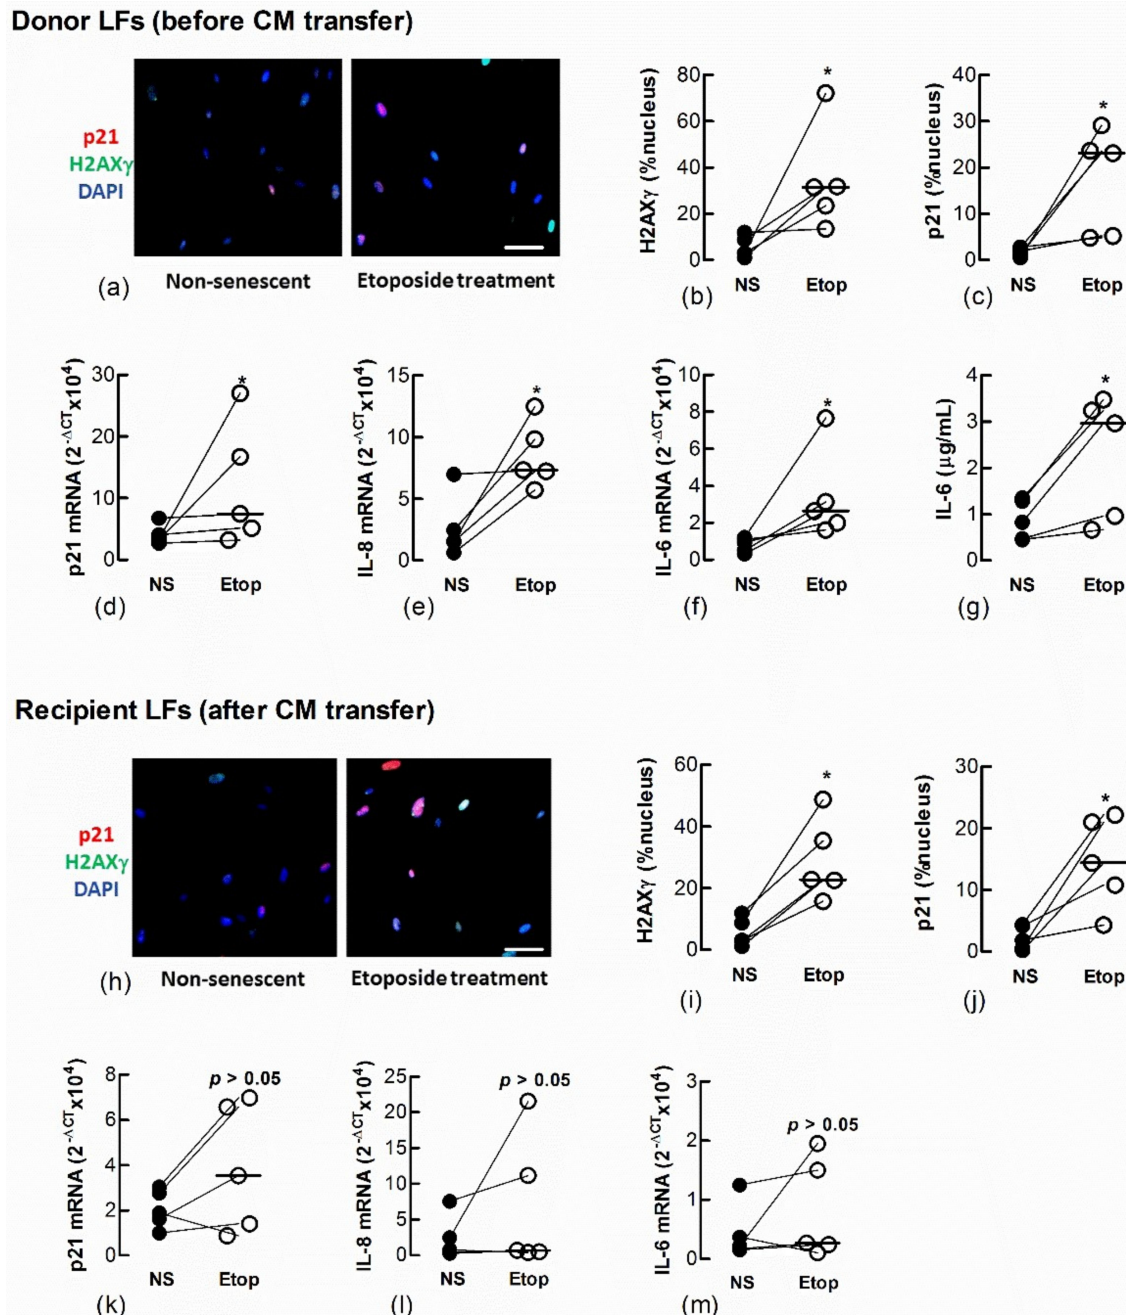 Donor LFs (before CM transfer)
p21
H2AXγ
DAPI
(a)
Non-senescent
Etoposide treatment
H2AXγ (%nucleus)
80
60
40
20
0
*
NS
Etop
(b)
p21 (%nucleus)
40
30
20
10
0
*
NS
Etop
(c)
p21 mRNA (2^-ΔCT x10^4)
30
20
10
0
*
NS
Etop
(d)
IL-8 mRNA (2^-ΔCT x10^4)
15
10
5
0
*
NS
Etop
(e)
IL-6 mRNA (2^-ΔCT x10^4)
10
8
6
4
2
0
*
NS
Etop
(f)
IL-6 (μg/mL)
4
3
2
1
0
*
NS
Etop
(g)
Recipient LFs (after CM transfer)
p21
H2AXγ
DAPI
(h)
Non-senescent
Etoposide treatment
H2AXγ (%nucleus)
60
40
20
0
*
NS
Etop
(i)
p21 (%nucleus)
30
20
10
0
*
NS
Etop
(j)
p21 mRNA (2^-ΔCT x10^4)
8
6
4
2
0
p > 0.05
NS
Etop
(k)
IL-8 mRNA (2^-ΔCT x10^4)
25
20
15
10
5
0
p > 0.05
NS
Etop
(l)
IL-6 mRNA (2^-ΔCT x10^4)
3
2
1
0
p > 0.05
NS
Etop
(m)